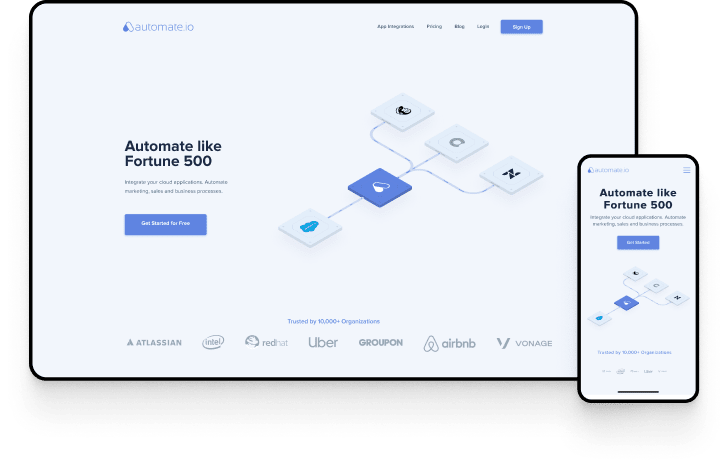 automate.io
App Integrations Pricing Blog Login Sign Up
Automate like
Fortune 500
Integrate your cloud applications. Automate
marketing, sales and business processes.
Get Started for Free
Trusted by 10,000+ Organizations
ATLASSIAN intel redhat Uber GROUPON airbnb VONAGE
automate.io
Automate like
Fortune 500
Integrate your cloud applications. Automate
marketing, sales and business processes.
Get Started
Trusted by 10,000+ Organizations
Uber